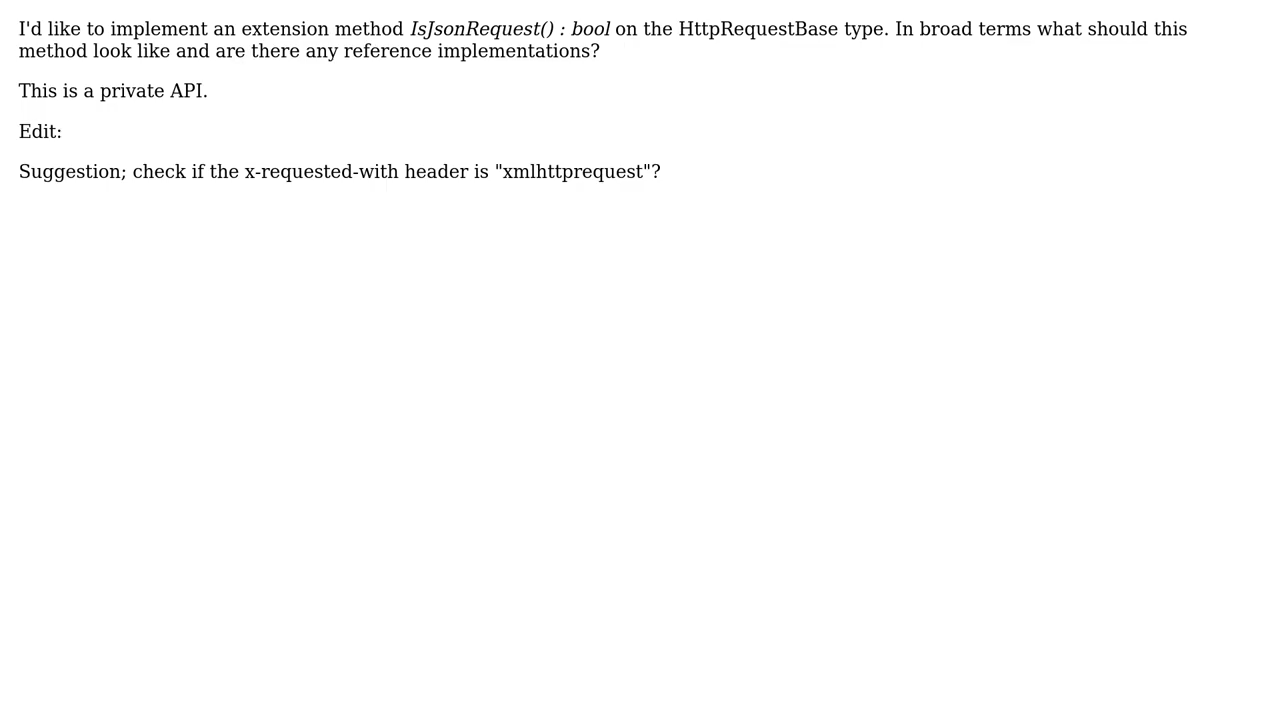 I'd like to implement an extension method IsJsonRequest() : bool on the HttpRequestBase type. In broad terms what should this
method look like and are there any reference implementations?
This is a private API.
Edit:
Suggestion; check if the x-requested-with header is "xmlhttprequest"?